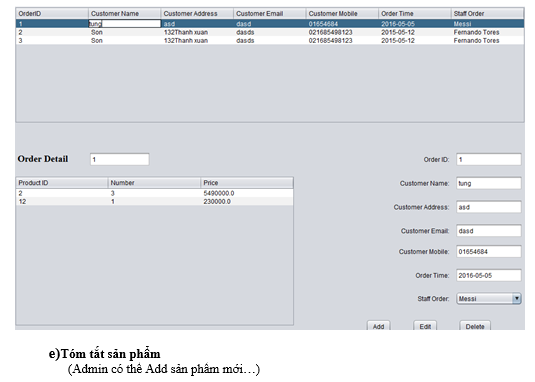 OrderID Customer Name Customer Address Customer Email Customer Mobile Order Time Staff Order
1 tung asd dasd 01654684 2016-05-05 Messi
2 Son 132Thanh xuan dasds 021685498123 2015-05-12 Fernando Tores
3 Son 132Thanh xuan dasds 021685498123 2015-05-12 Fernando Tores
Order Detail 1
Product ID Number Price
2 3 5490000.0
12 1 230000.0
Order ID: 1
Customer Name: tung
Customer Address: asd
Customer Email: dasd
Customer Mobile: 01654684
Order Time: 2016-05-05
Staff Order: Messi
Add Edit Delete
e)Tóm tắt sản phẩm
(Admin có thể Add sản phẩm mới…)